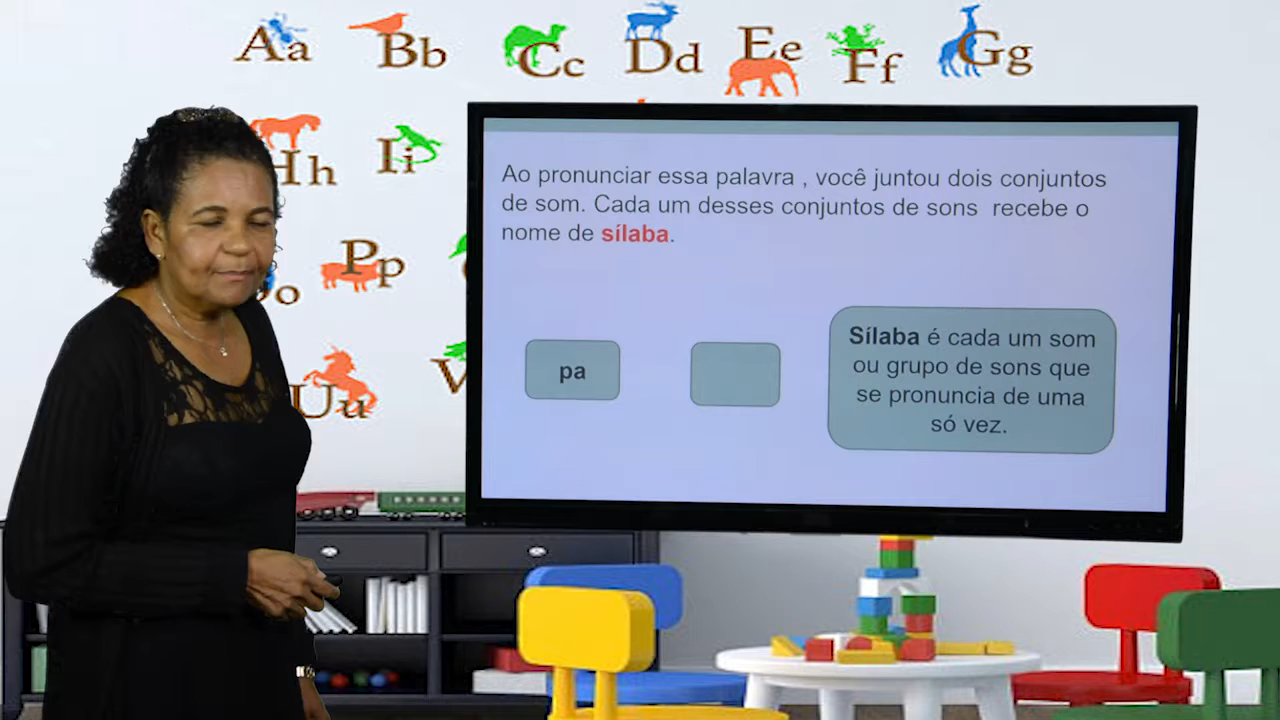 Aa Bb Cc Dd Ee Ff Gg
Hh Ii
Pp
Uu
Ao pronunciar essa palavra , você juntou dois conjuntos
de som. Cada um desses conjuntos de sons recebe o
nome de sílaba.
pa
Sílaba é cada um som
ou grupo de sons que
se pronuncia de uma
só vez.